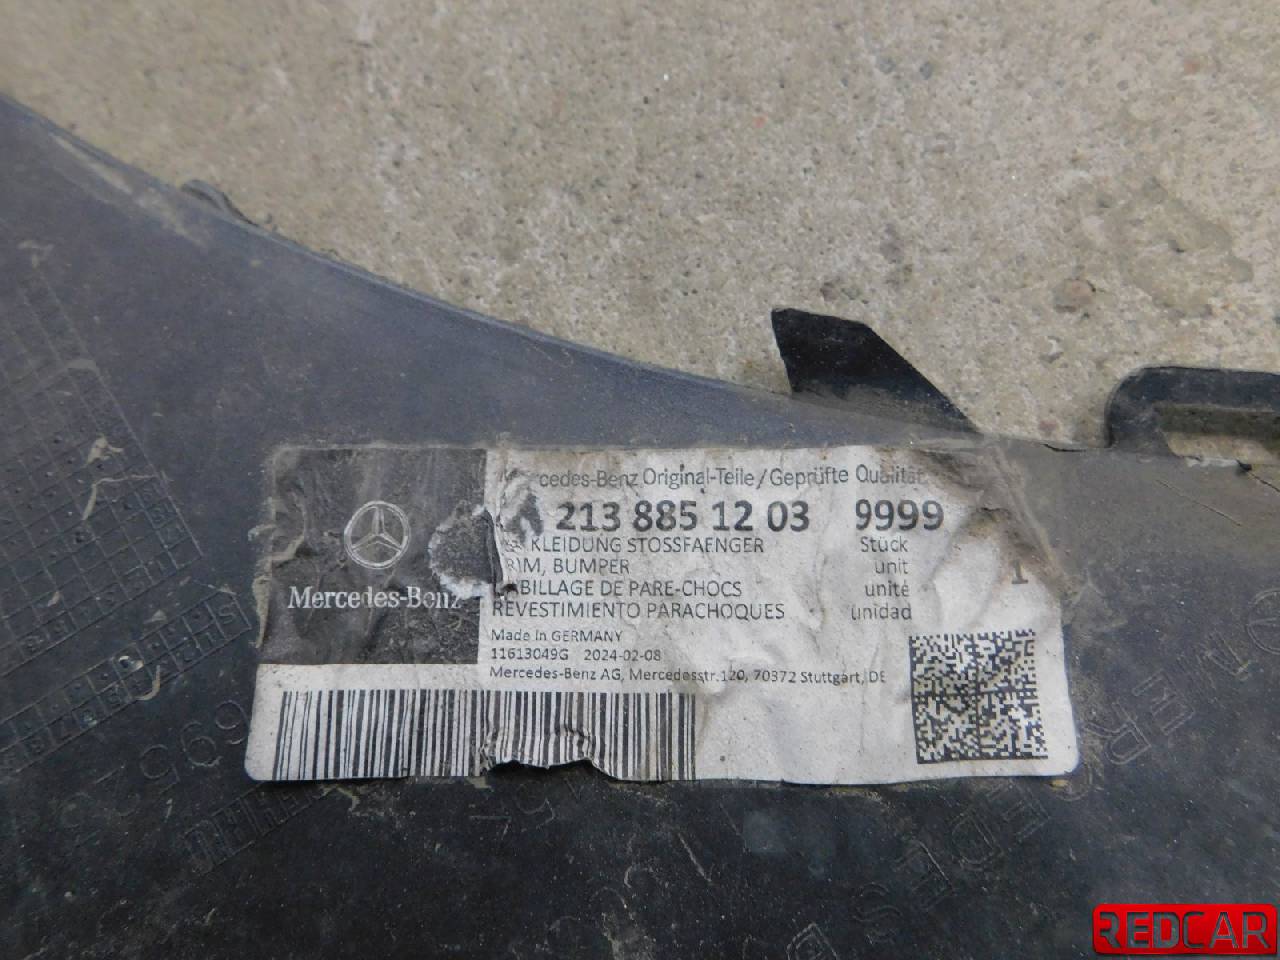 Mercedes-Benz Original-Teile/Geprüfte Qualität
A 213 885 12 03 9999
KLEIDUNG STOSSFAENGER Stück
TRIM, BUMPER unit
HABILLAGE DE PARE-CHOCS unité
REVESTIMIENTO PARACHOQUES unidad
1
Made in GERMANY
11613049G 2024-02-08
Mercedes-Benz AG, Mercedesstr.120, 70372 Stuttgart, DE
Mercedes-Benz
REDCAR